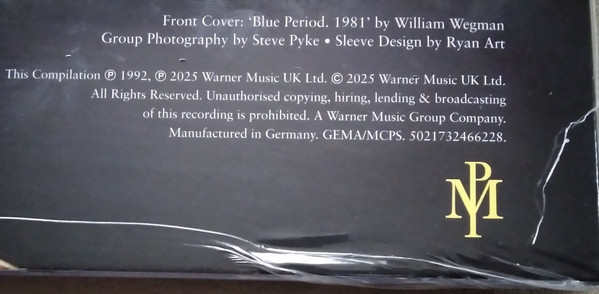 Front Cover: ‘Blue Period. 1981’ by William Wegman
Group Photography by Steve Pyke • Sleeve Design by Ryan Art
This Compilation ℗ 1992, ℗ 2025 Warner Music UK Ltd. © 2025 Warner Music UK Ltd.
All Rights Reserved. Unauthorised copying, hiring, lending & broadcasting
of this recording is prohibited. A Warner Music Group Company.
Manufactured in Germany. GEMA/MCPS. 5021732466228.
PMY